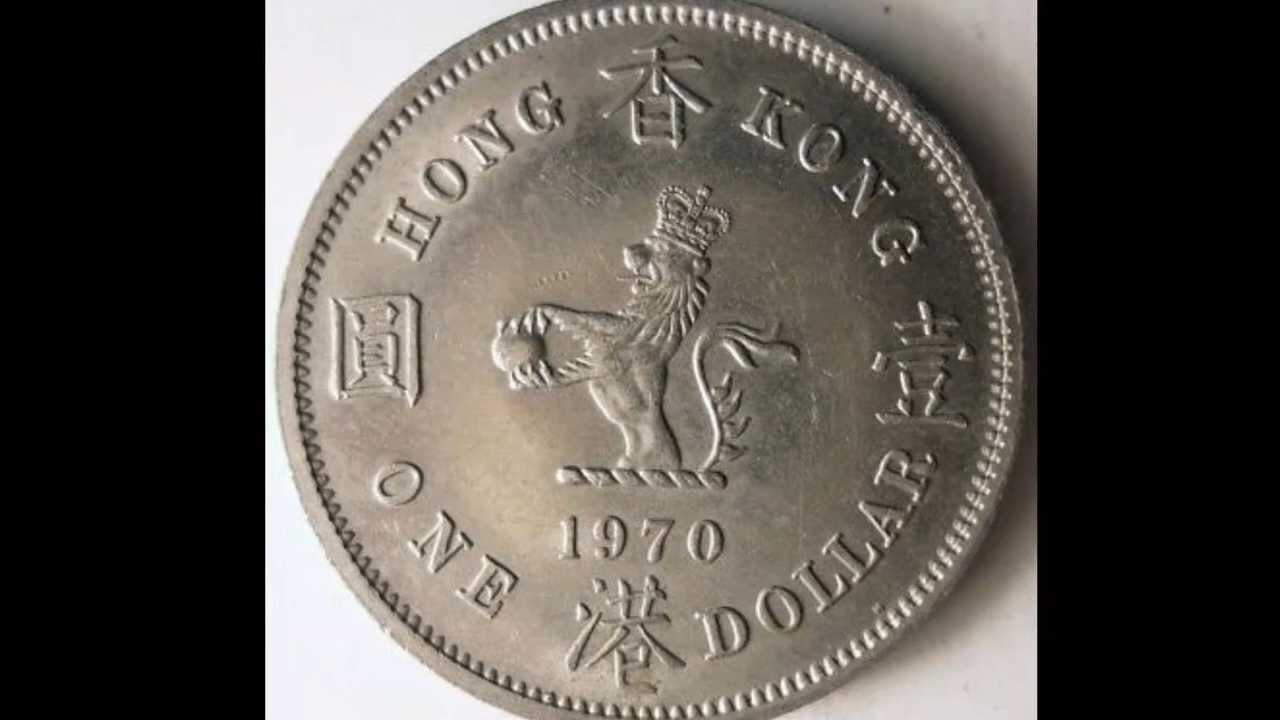 HONG 香 KONG
圓 壹
1970
ONE 港 DOLLAR